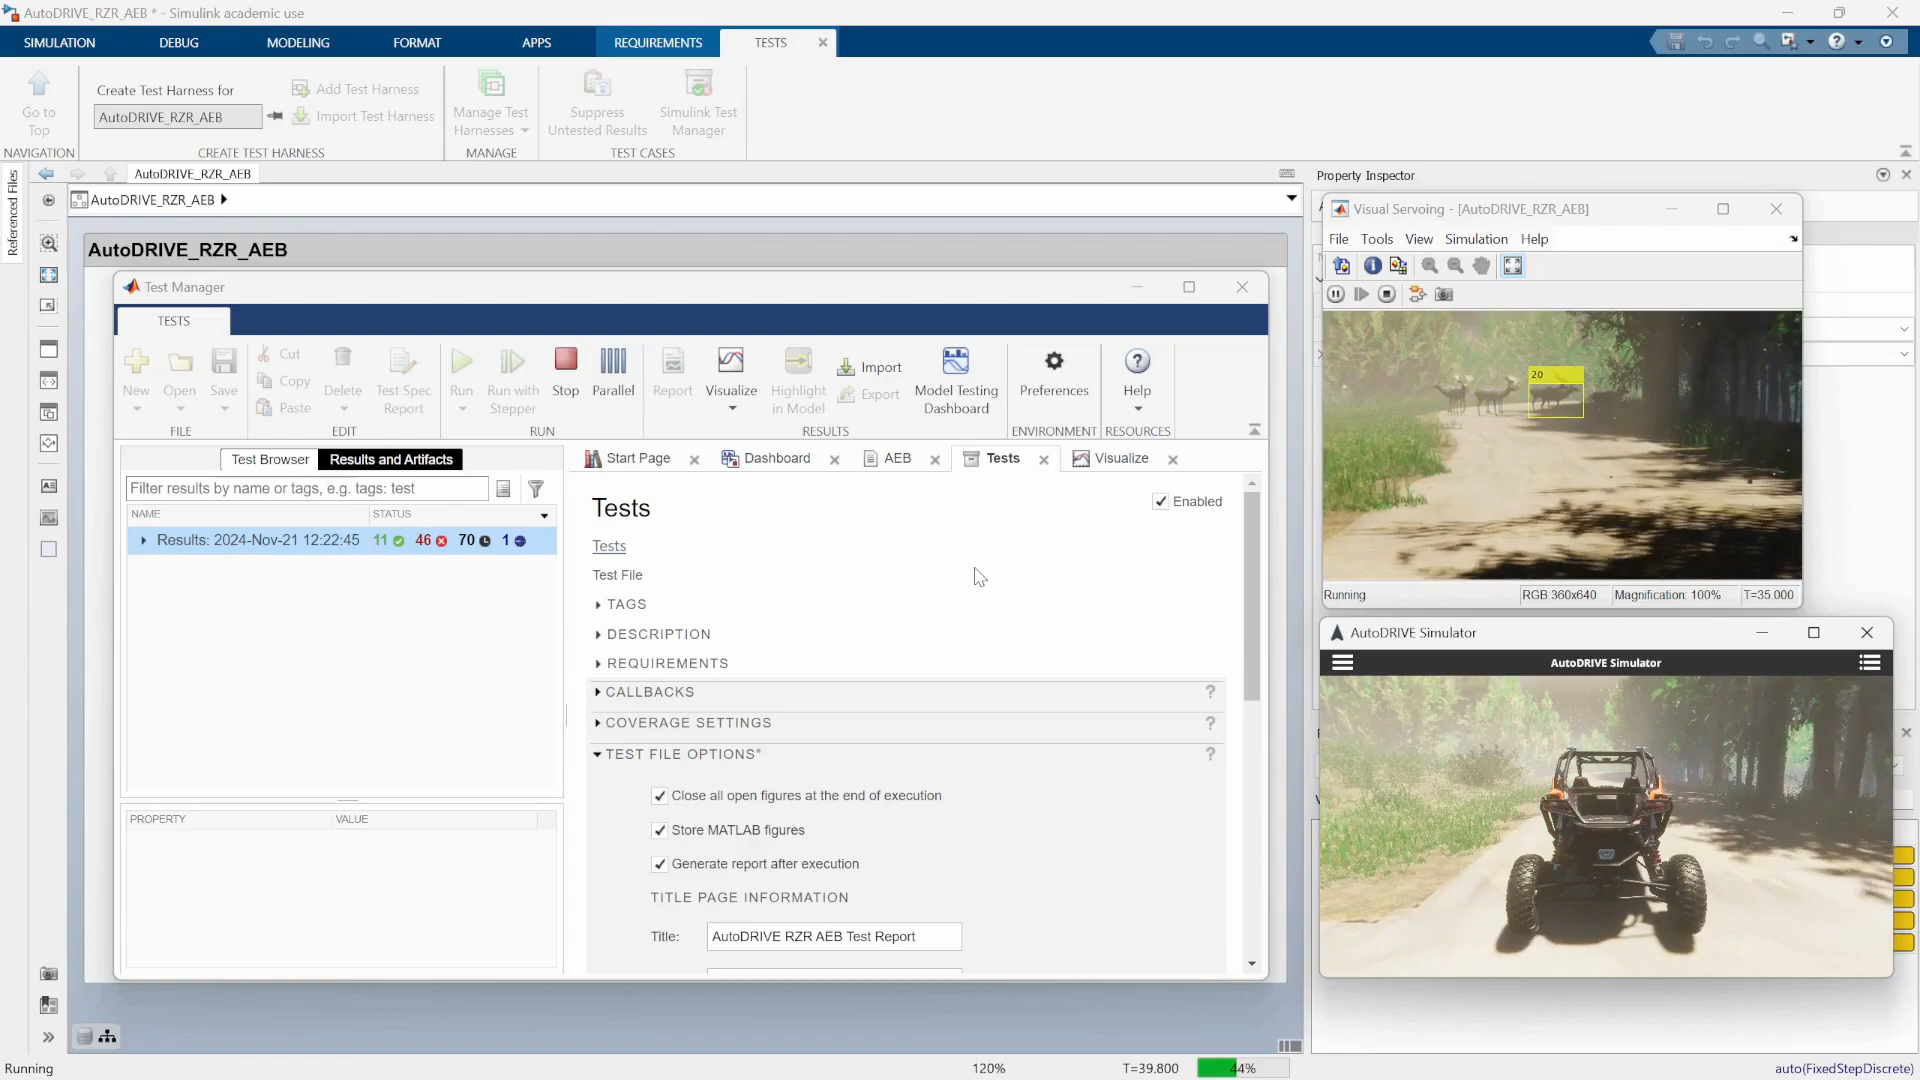 AutoDRIVE_RZR_AEB * - Simulink academic use
SIMULATION DEBUG MODELING FORMAT APPS REQUIREMENTS TESTS
Go to Top
NAVIGATION
Create Test Harness for
AutoDRIVE_RZR_AEB
Add Test Harness
Import Test Harness
CREATE TEST HARNESS
Manage Test Harnesses
MANAGE
Suppress Untested Results
Simulink Test Manager
TEST CASES
Referenced Files
AutoDRIVE_RZR_AEB
AutoDRIVE_RZR_AEB
AutoDRIVE_RZR_AEB
Test Manager
TESTS
New Open Save
FILE
Cut
Copy
Paste
Delete
Test Spec Report
EDIT
Run
Run with Stepper
Stop
Parallel
RUN
Report
Visualize
Highlight in Model
Import
Export
Model Testing Dashboard
RESULTS
Preferences
ENVIRONMENT
Help
RESOURCES
Test Browser Results and Artifacts
Filter results by name or tags, e.g. tags: test
NAME STATUS
Results: 2024-Nov-21 12:22:45 11 46 70 1
PROPERTY VALUE
Start Page Dashboard AEB Tests Visualize
Tests
Enabled
Tests
Test File
TAGS
DESCRIPTION
REQUIREMENTS
CALLBACKS ?
COVERAGE SETTINGS ?
TEST FILE OPTIONS* ?
Close all open figures at the end of execution
Store MATLAB figures
Generate report after execution
TITLE PAGE INFORMATION
Title: AutoDRIVE RZR AEB Test Report
Property Inspector
Visual Servoing - [AutoDRIVE_RZR_AEB]
File Tools View Simulation Help
20
Running RGB:360x640 Magnification: 100% T=35.000
AutoDRIVE Simulator
AutoDRIVE Simulator
Running 120% T=39.800 44% auto(FixedStepDiscrete)